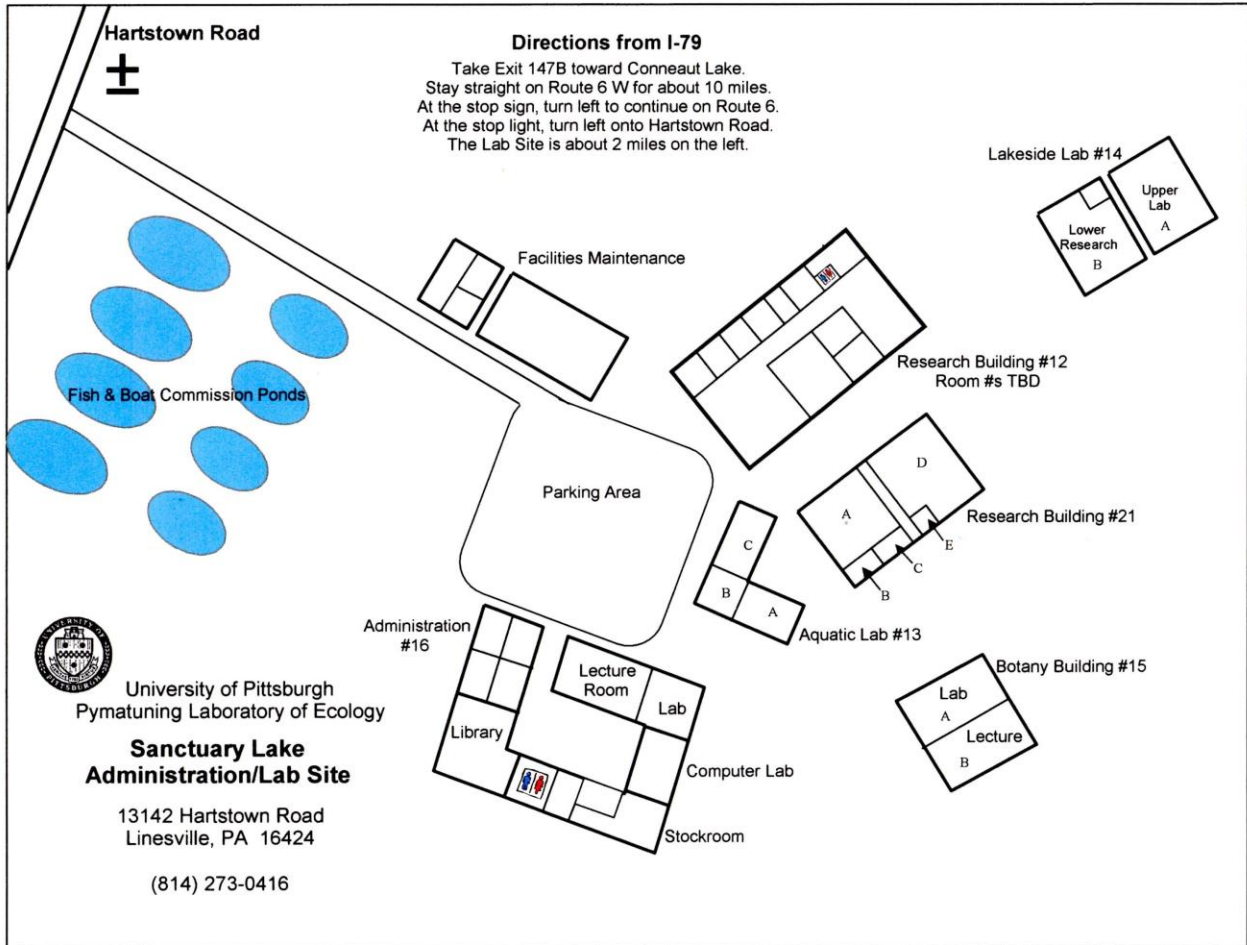 Hartstown Road
±
Directions from I-79
Take Exit 147B toward Conneaut Lake.
Stay straight on Route 6 W for about 10 miles.
At the stop sign, turn left to continue on Route 6.
At the stop light, turn left onto Hartstown Road.
The Lab Site is about 2 miles on the left.
Lakeside Lab #14
Upper
Lab
A
Lower
Research
B
Facilities Maintenance
Research Building #12
Room #s TBD
Fish & Boat Commission Ponds
Parking Area
D
A
Research Building #21
E
C
B
C
B
A
Aquatic Lab #13
Administration
#16
Lecture
Room
Lab
Library
Computer Lab
Stockroom
Botany Building #15
Lab
A
Lecture
B
UNIVERSITY OF
PITTSBURGH
University of Pittsburgh
Pymatuning Laboratory of Ecology
Sanctuary Lake
Administration/Lab Site
13142 Hartstown Road
Linesville, PA 16424
(814) 273-0416